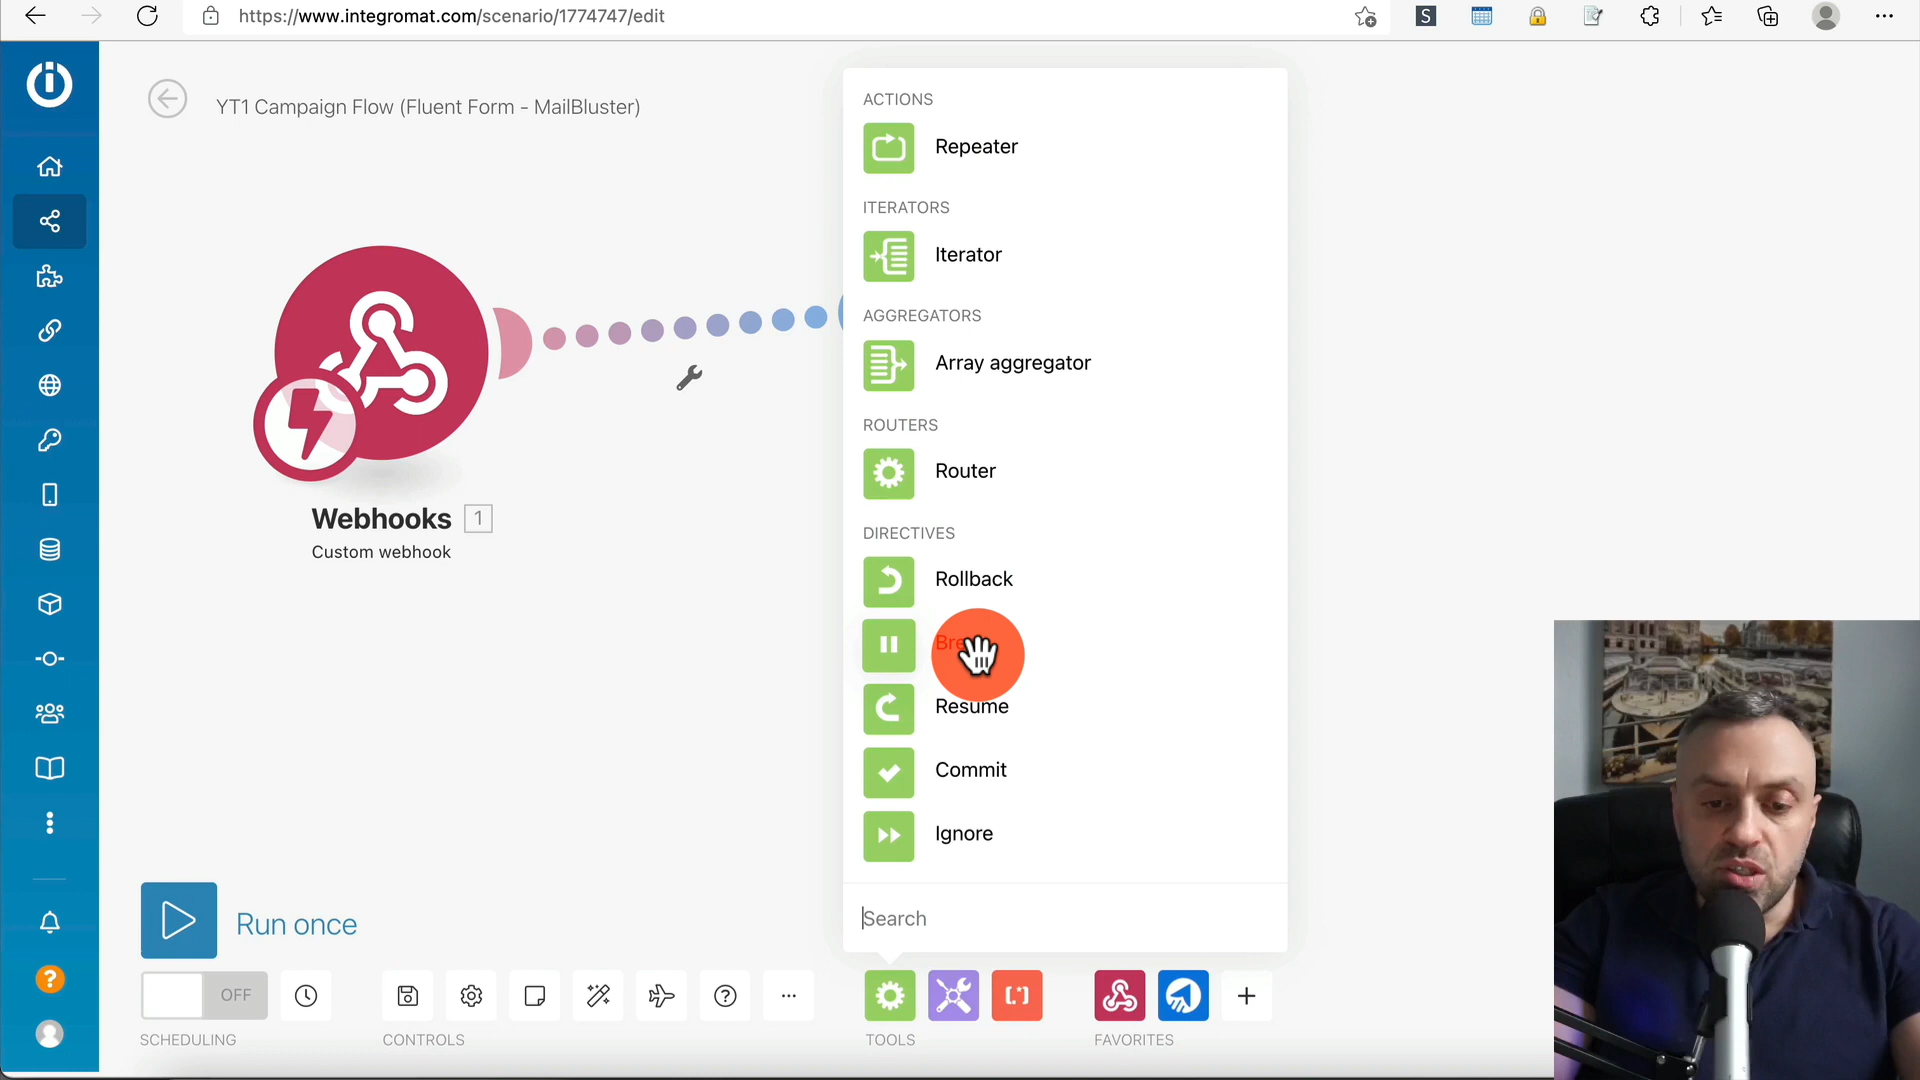 https://www.integromat.com/scenario/1774747/edit
S
YT1 Campaign Flow (Fluent Form - MailBluster)
ACTIONS
Repeater
ITERATORS
Iterator
AGGREGATORS
Array aggregator
ROUTERS
Router
DIRECTIVES
Rollback
Resume
Commit
Ignore
Search
Webhooks 1
Custom webhook
Run once
OFF
SCHEDULING
CONTROLS
TOOLS
FAVORITES